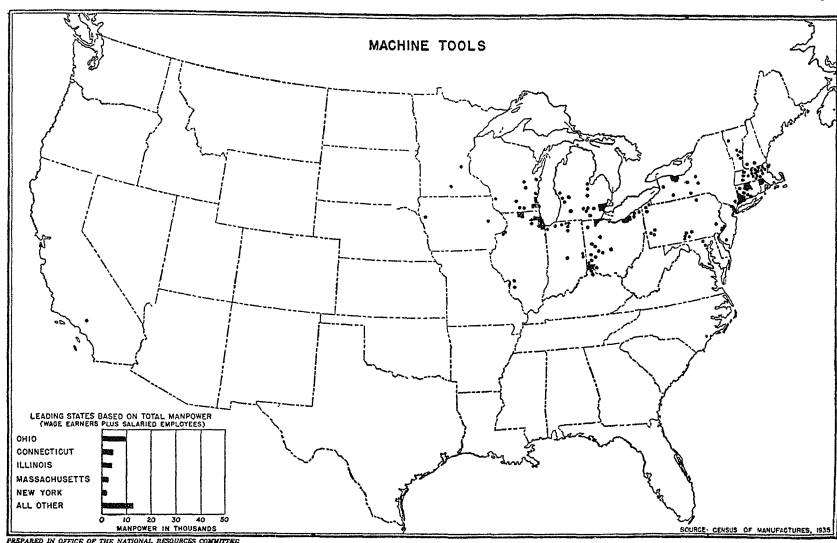 MACHINE TOOLS
LEADING STATES BASED ON TOTAL MANPOWER
(WAGE EARNERS PLUS SALARIED EMPLOYEES)
OHIO
CONNECTICUT
ILLINOIS
MASSACHUSETTS
NEW YORK
ALL OTHER
0 10 20 30 40 50
MANPOWER IN THOUSANDS
SOURCE: CENSUS OF MANUFACTURES, 1935
PREPARED IN OFFICE OF THE NATIONAL RESOURCES COMMITTEE